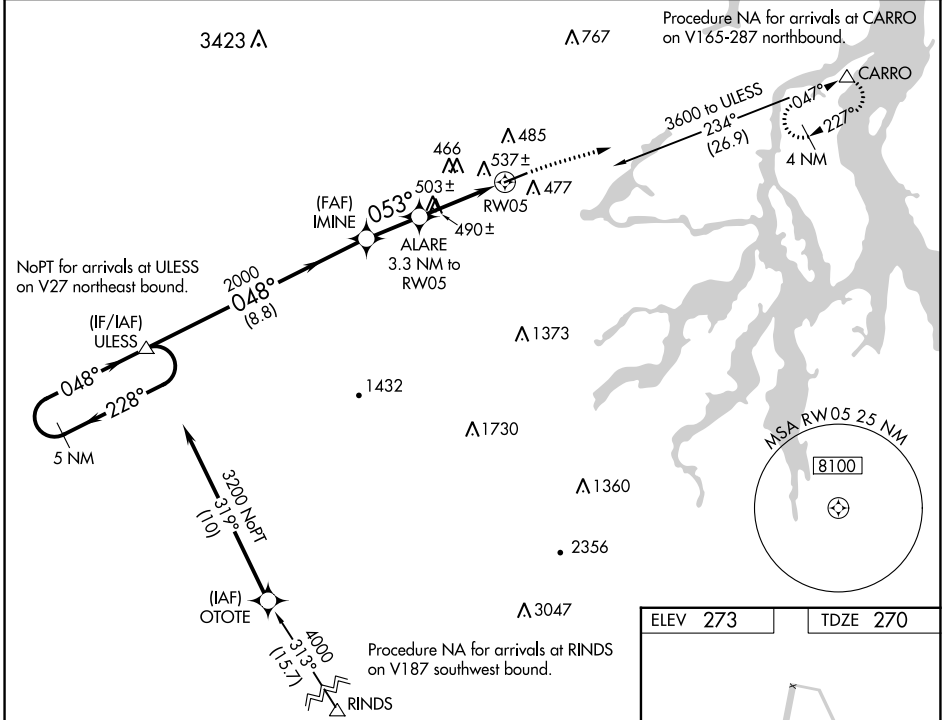 Procedure NA for arrivals at CARRO
on V165-287 northbound.
3423
767
CARRO
047°
227°
4 NM
3600 to ULESS
234°
(26.9)
485
466
537±
503±
477
RW05
(FAF)
IMINE
053°
490±
ALARE
3.3 NM to
RW05
NoPT for arrivals at ULESS
on V27 northeast bound.
2000
048°
(8.8)
(IF/IAF)
ULESS
048°
228°
5 NM
1373
1432
1730
MSA RW05 25 NM
8100
1360
3200 NoPT
319°
(10)
2356
(IAF)
OTOTE
3047
4000
313°
(15.7)
Procedure NA for arrivals at RINDS
on V187 southwest bound.
RINDS
ELEV 273
TDZE 270